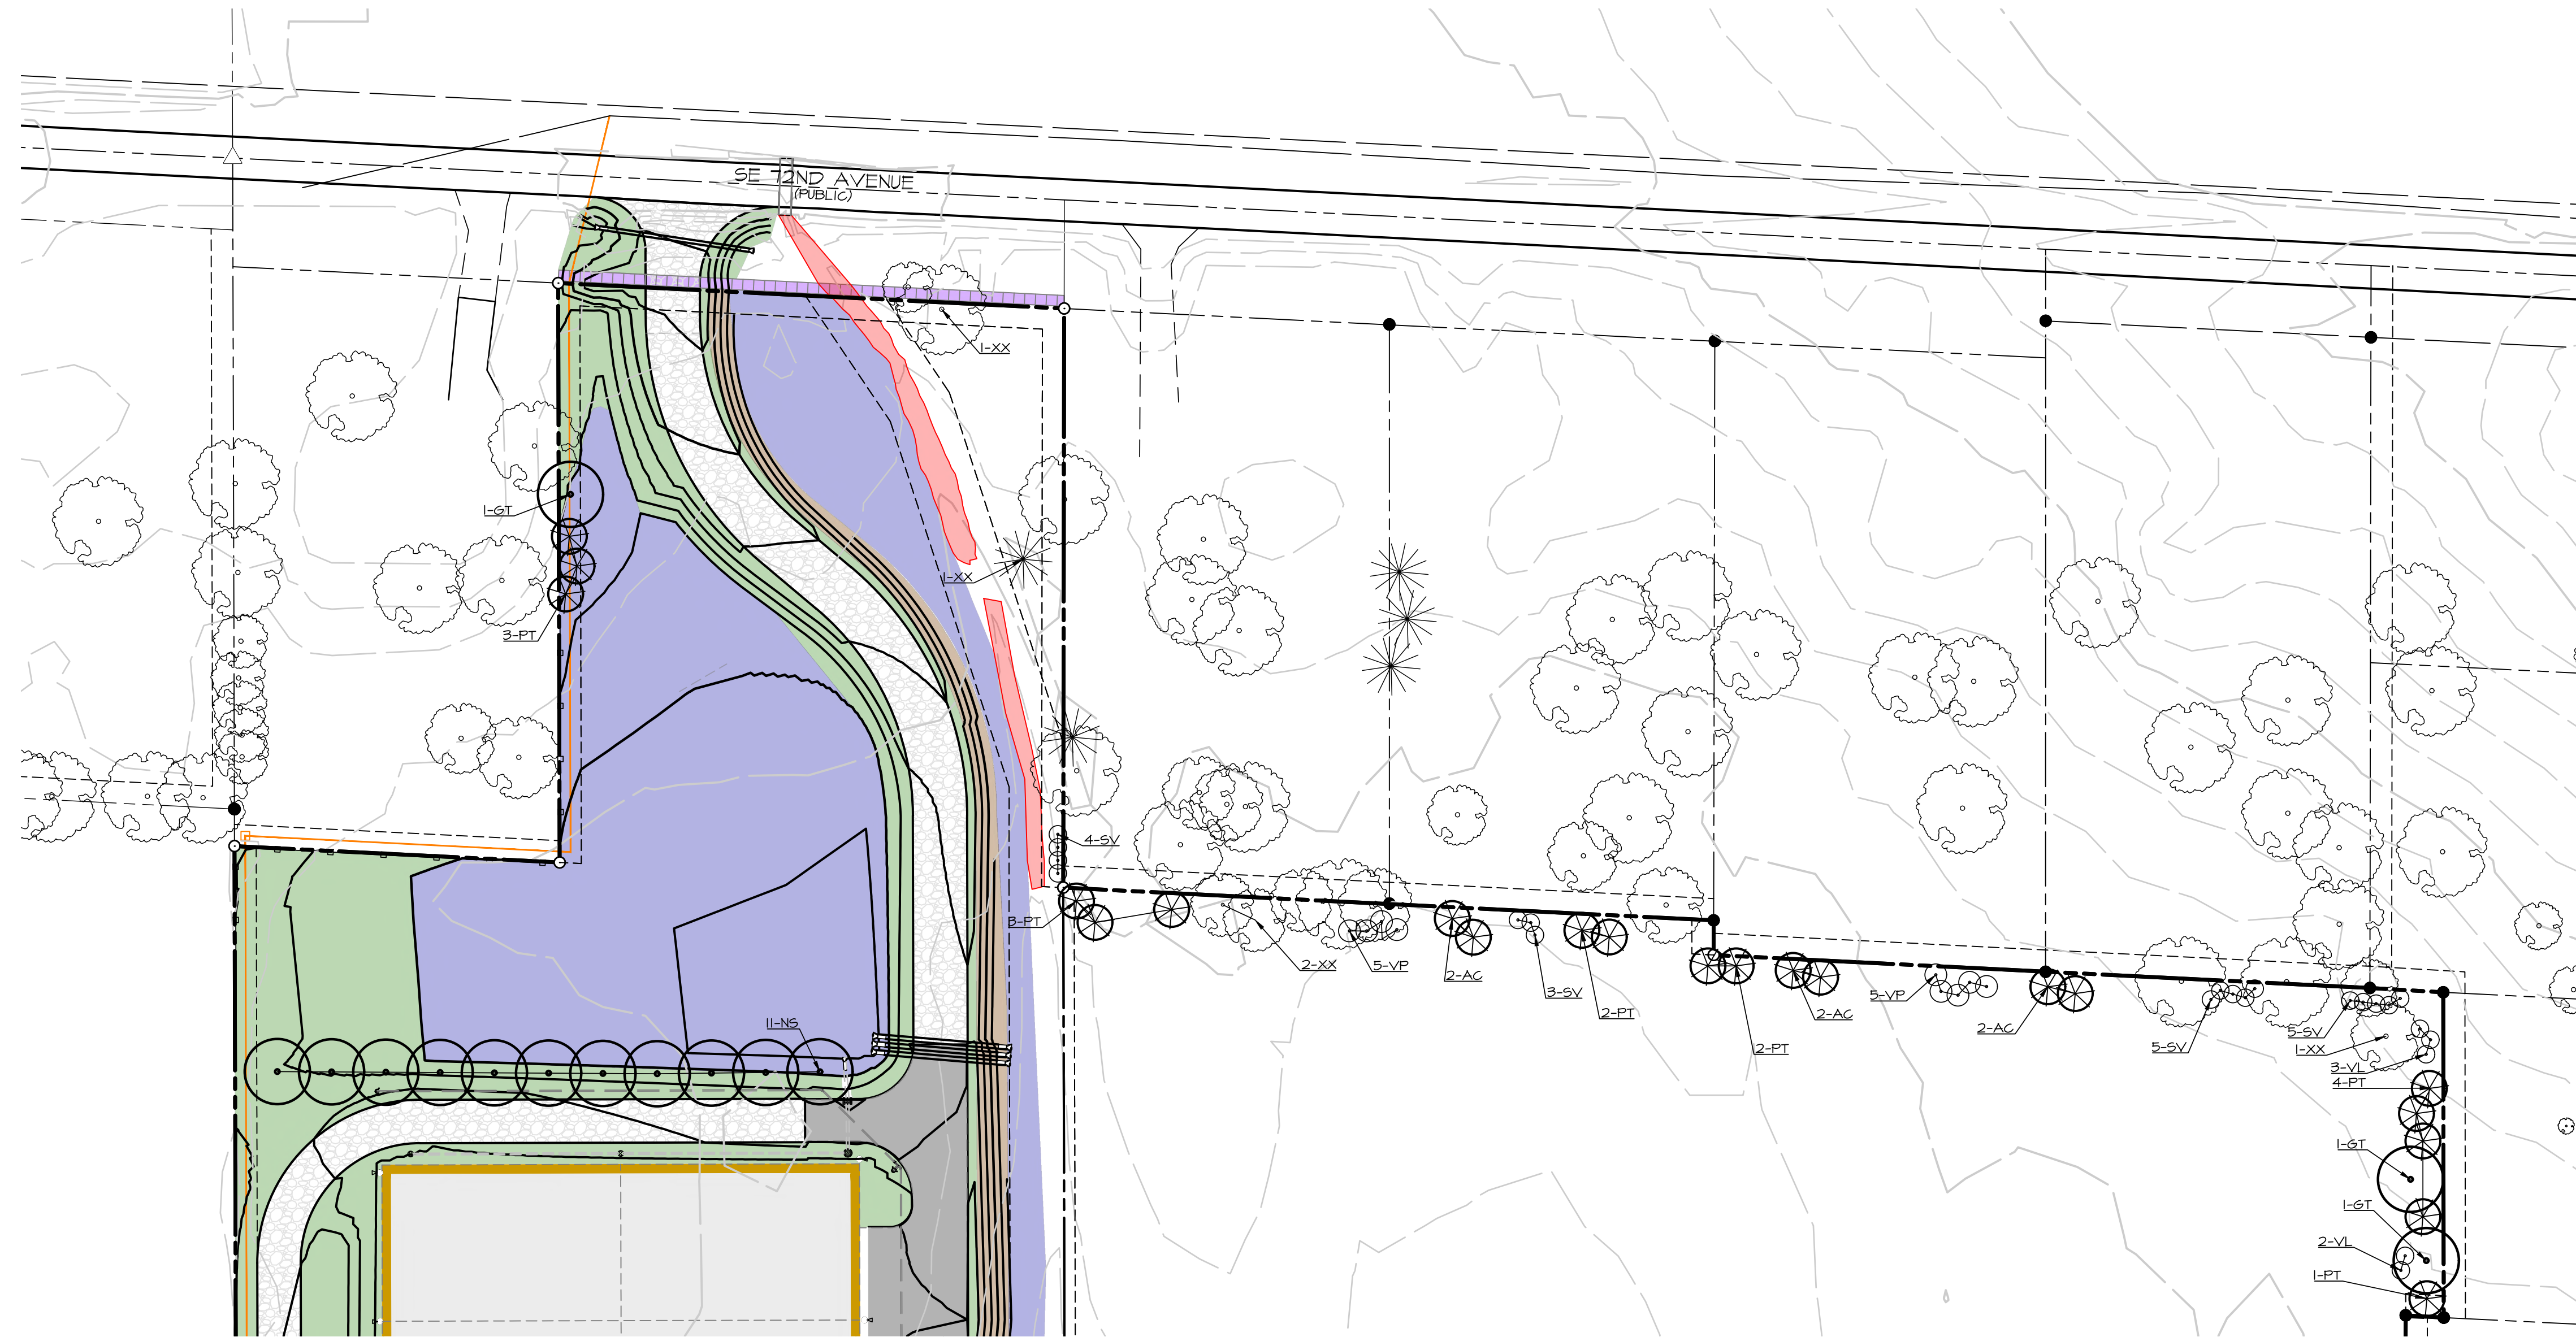 SE 72ND AVENUE
(PUBLIC)
1-XX
1-GT
1-XX
3-PT
4-SV
3-PT
2-XX
5-VP
2-AC
3-SV
2-PT
2-PT
2-AC
5-VP
2-AC
5-SV
5-SV
1-XX
3-VL
4-PT
11-NS
1-GT
1-GT
2-VL
1-PT